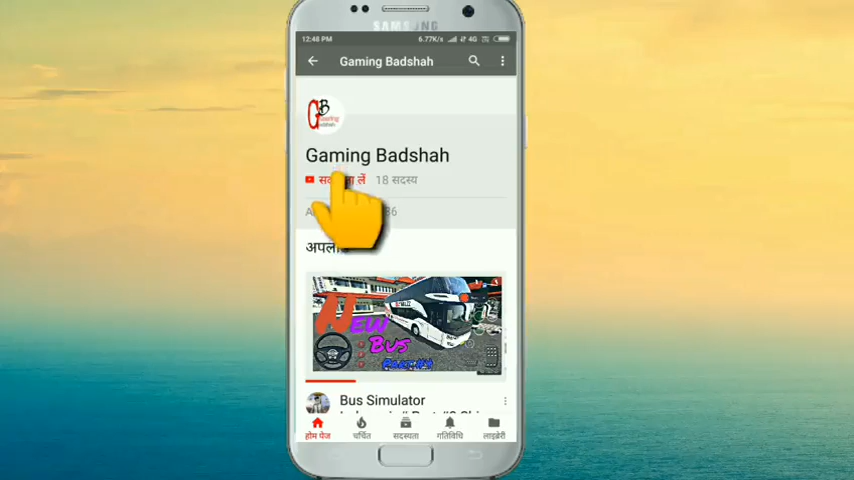 SAMSUNG
12:48 PM 6.77K/s 4G
Gaming Badshah
GB
Gaming Badshah
18 सदस्य
अपलो
New
Bus
Bus Simulator
होम पेज चर्चित सदस्यता गतिविधि लाइब्रेरी